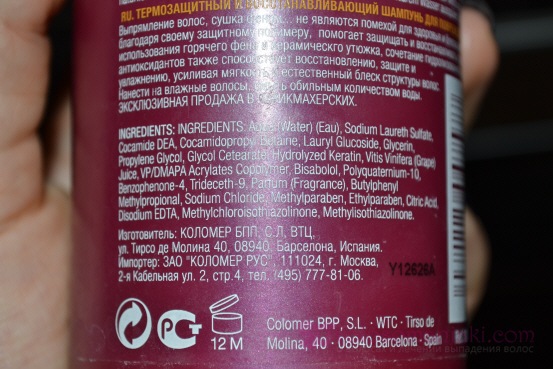 RU. ТЕРМОЗАЩИТНЫЙ И ВОССТАНАВЛИВАЮЩИЙ ШАМПУНЬ ДЛЯ
Выпрямление волос, сушка феном... не являются помехой для здоровья и
благодаря своему защитному полимеру, помогает защищать и восстановить
использования горячего фена и керамического утюжка, сочетание
антиоксидантов также способствует восстановлению, защите и
увлажнению, усиливая мягкость, естественный блеск структуры волос.
Нанести на влажные волосы, смыть обильным количеством воды.
ЭКСКЛЮЗИВНАЯ ПРОДАЖА В ПАРИКМАХЕРСКИХ.
INGREDIENTS: INGREDIENTS: Aqua (Water) (Eau), Sodium Laureth Sulfate,
Cocamide DEA, Cocamidopropyl Betaine, Lauryl Glucoside, Glycerin,
Propylene Glycol, Glycol Cetearate, Hydrolyzed Keratin, Vitis Vinifera (Grape)
Juice, VP/DMAPA Acrylates Copolymer, Bisabolol, Polyquaternium-10,
Benzophenone-4, Trideceth-9, Parfum (Fragrance), Butylphenyl
Methylpropional, Sodium Chloride, Methylparaben, Ethylparaben, Citric Acid,
Disodium EDTA, Methylchloroisothiazolinone, Methylisothiazolinone.
Изготовитель: КОЛОМЕР БПП, С.Л, ВТЦ,
ул. Тирсо де Молина 40, 08940, Барселона, Испания.
Импортер: ЗАО "КОЛОМЕР РУС", 111024, г. Москва,
2-я Кабельная ул. 2, стр.4, тел. (495) 777-81-06.
Y12626A
РСТ
12 M
Colomer BPP, S.L. · WTC · Tirso de
Molina, 40 · 08940 Barcelona · Spain
выпадения волос